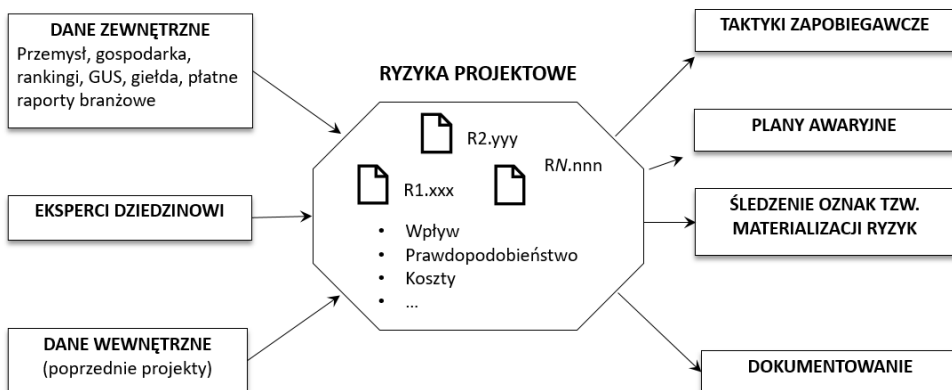 DANE ZEWNĘTRZNE
Przemysł, gospodarka,
rankingi, GUS, giełda, płatne
raporty branżowe
EKSPERCI DZIEDZINOWI
DANE WEWNĘTRZNE
(poprzednie projekty)
RYZYKA PROJEKTOWE
R2.yyy
RN.nnn
R1.xxx
• Wpływ
• Prawdopodobieństwo
• Koszty
• ...
TAKTYKI ZAPOBIEGAWCZE
PLANY AWARYJNE
ŚLEDZENIE OZNAK TZW.
MATERIALIZACJI RYZYK
DOKUMENTOWANIE